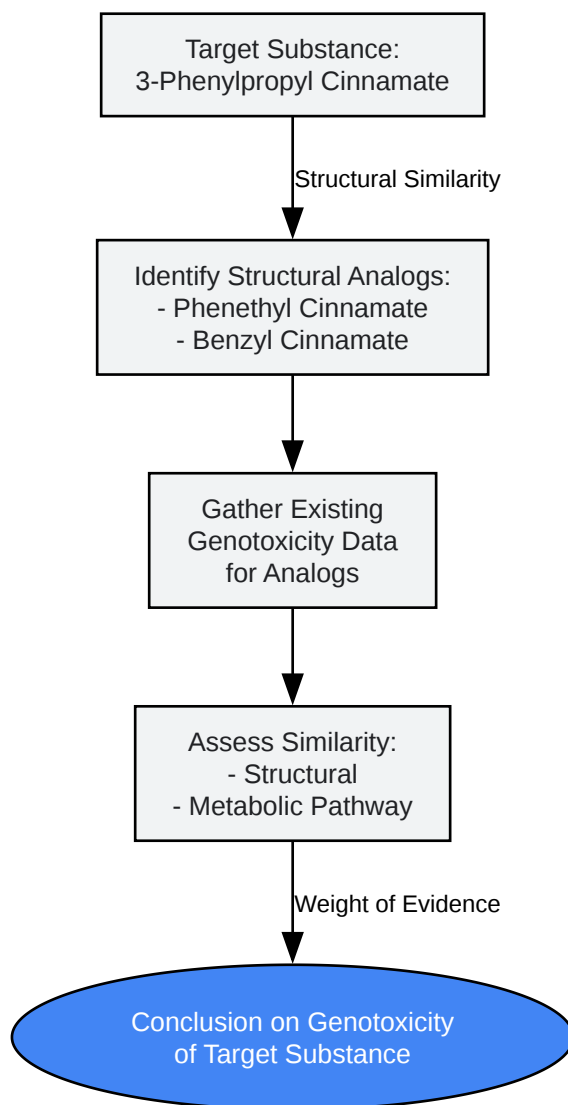 Target Substance:
3-Phenylpropyl Cinnamate
Structural Similarity
Identify Structural Analogs:
- Phenethyl Cinnamate
- Benzyl Cinnamate
Gather Existing
Genotoxicity Data
for Analogs
Assess Similarity:
- Structural
- Metabolic Pathway
Weight of Evidence
Conclusion on Genotoxicity
of Target Substance